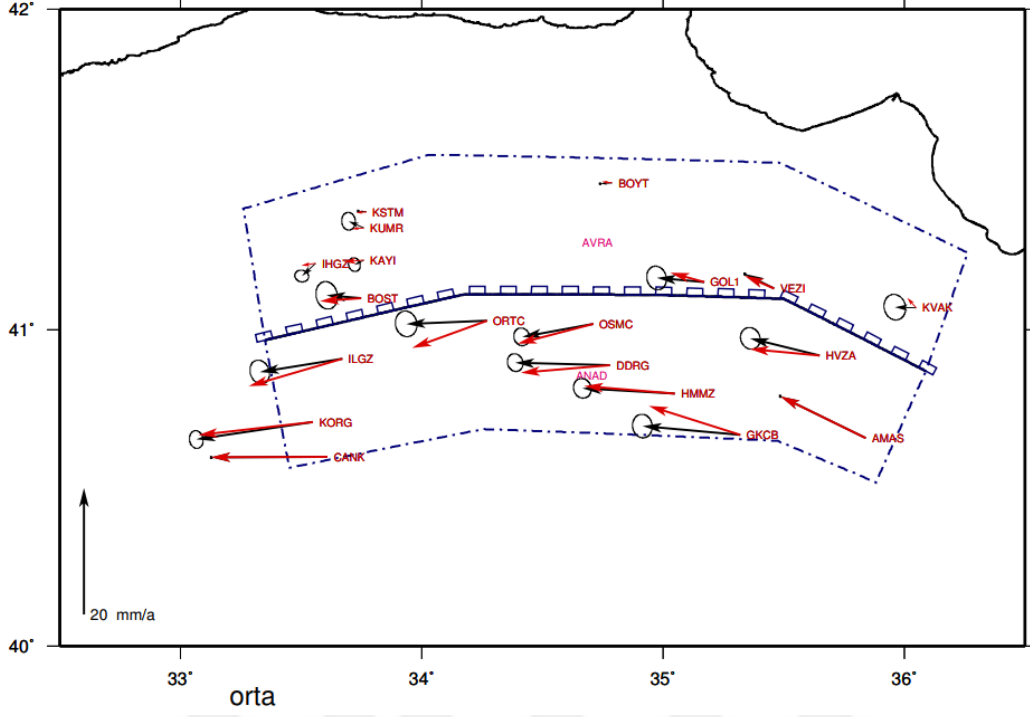 42°
BOYT
KSTM
KUMR
AVRA
IHGZ
KAYI
GOL1
VEZI
BOST
KVAK
41°
ORTC
OSMC
HVZA
ILGZ
DDRG
ANAD
HMMZ
KORG
GKCB
AMAS
CANK
20 mm/a
40°
33° 34° 35° 36°
orta